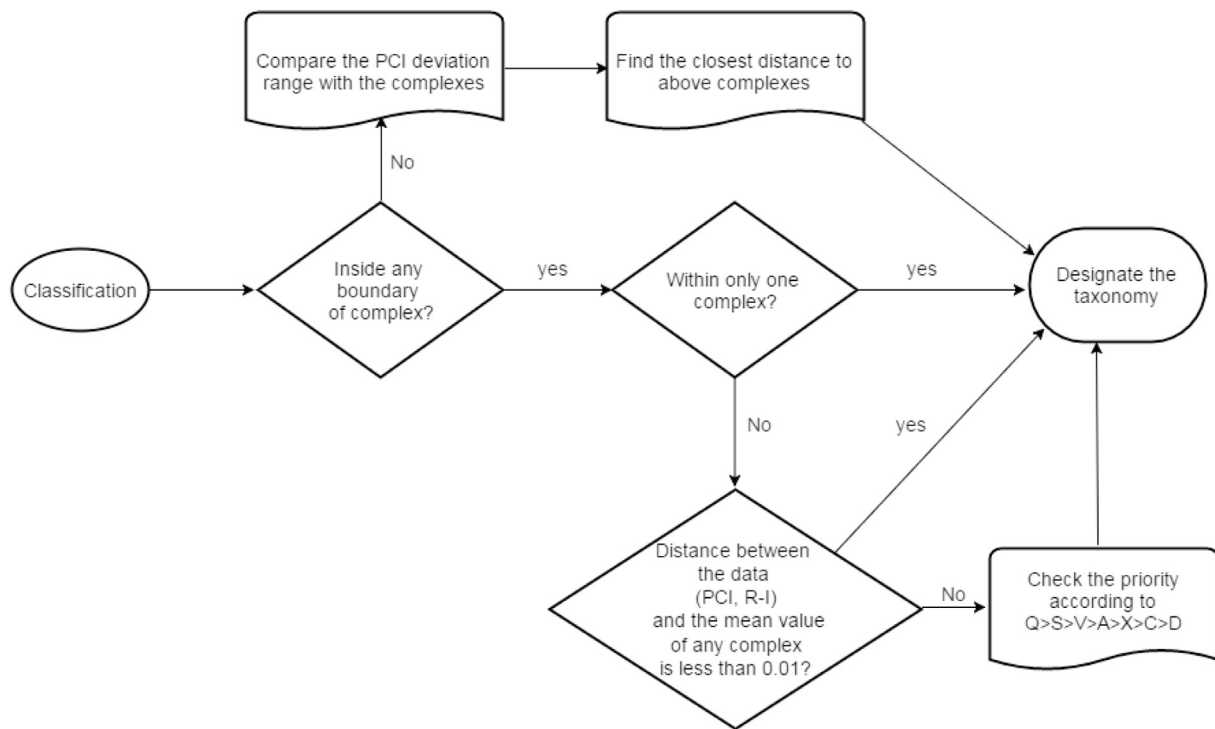 Compare the PCI deviation
range with the complexes
Find the closest distance to
above complexes
No
Classification
Inside any
boundary
of complex?
yes
Within only one
complex?
yes
Designate the
taxonomy
No
yes
Distance between
the data
(PCI, R-I)
and the mean value
of any complex
is less than 0.01?
No
Check the priority
according to
Q>S>V>A>X>C>D